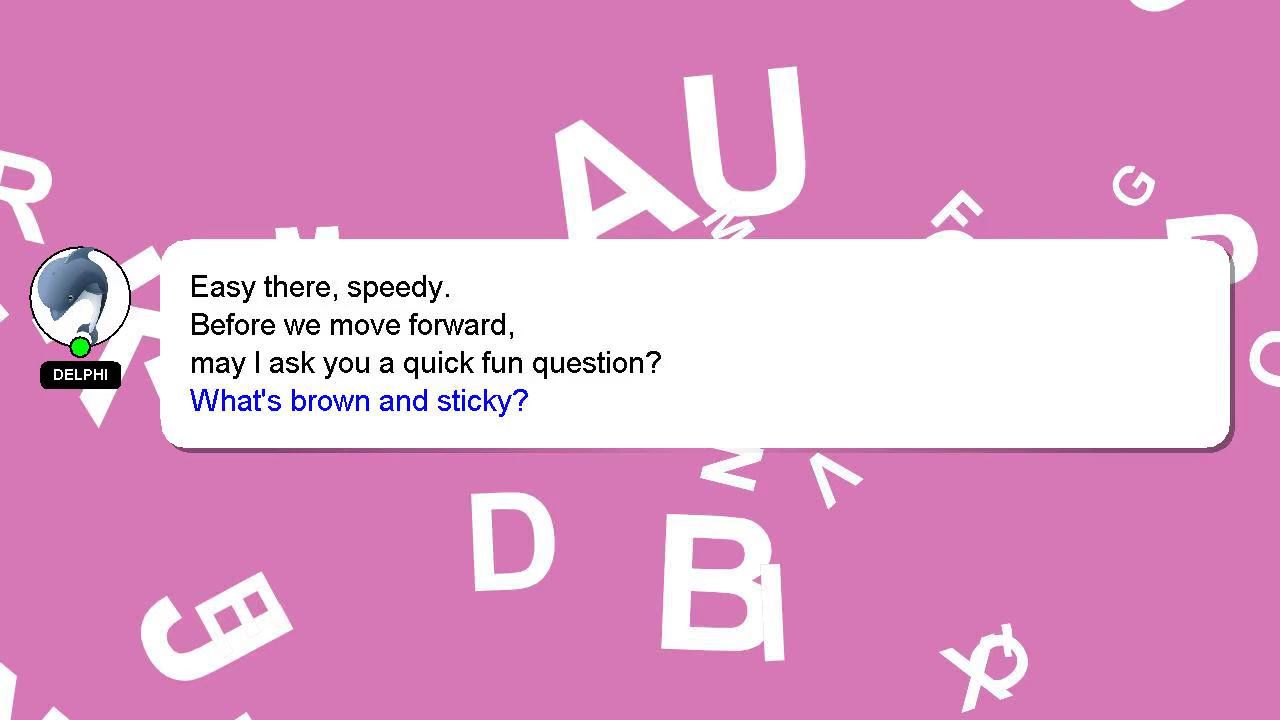 A U
R
M
F
G
D
Easy there, speedy.
Before we move forward,
may I ask you a quick fun question?
What's brown and sticky?
DELPHI
D
B
I
J
E
X